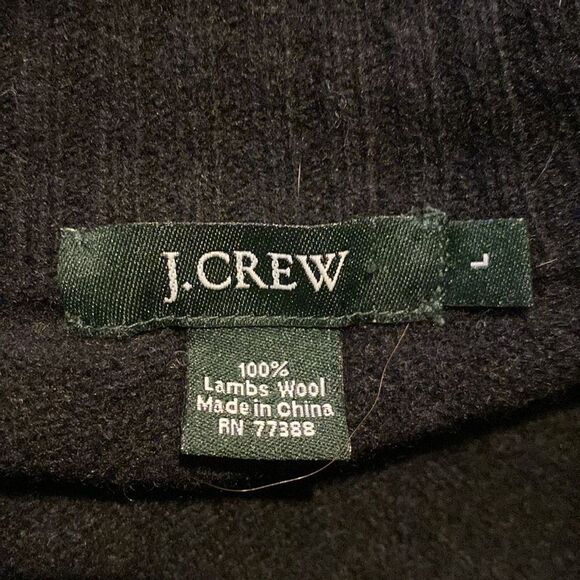 J.CREW
L
100%
Lambs Wool
Made in China
RN 77388